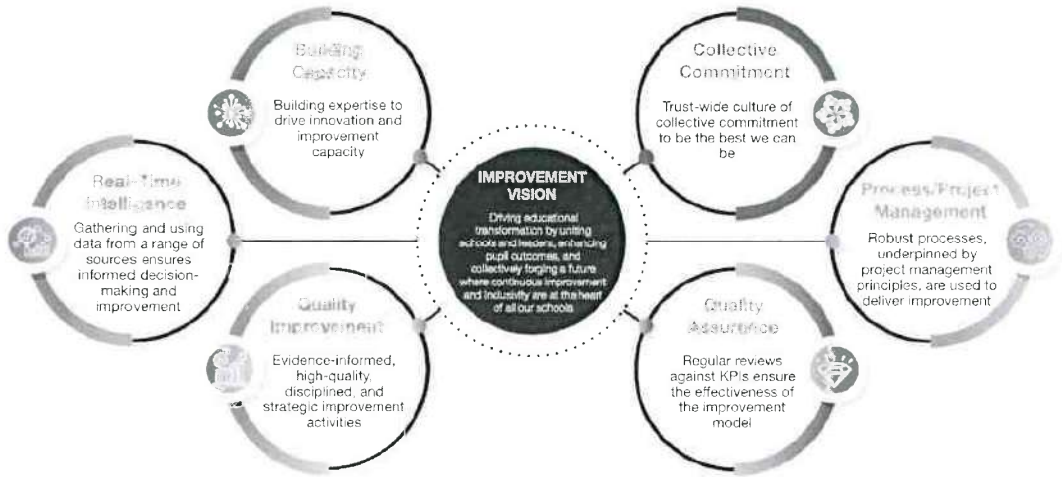 Building
Capacity
Building expertise to
drive innovation and
improvement
capacity
Collective
Commitment
Trust-wide culture of
collective commitment
to be the best we can
be
Real-Time
Intelligence
Gathering and using
data from a range of
sources ensures
informed decision-
making and
improvement
IMPROVEMENT
VISION
Driving educational
transformation by uniting
schools and leaders, enhancing
pupil outcomes, and
collectively forging a future
where continuous improvement
and inclusivity are at the heart
of all our schools
Process/Project
Management
Robust processes,
underpinned by
project management
principles, are used to
deliver improvement
Quality
Improvement
Evidence-informed,
high-quality,
disciplined, and
strategic improvement
activities
Quality
Assurance
Regular reviews
against KPIs ensure
the effectiveness of
the improvement
model